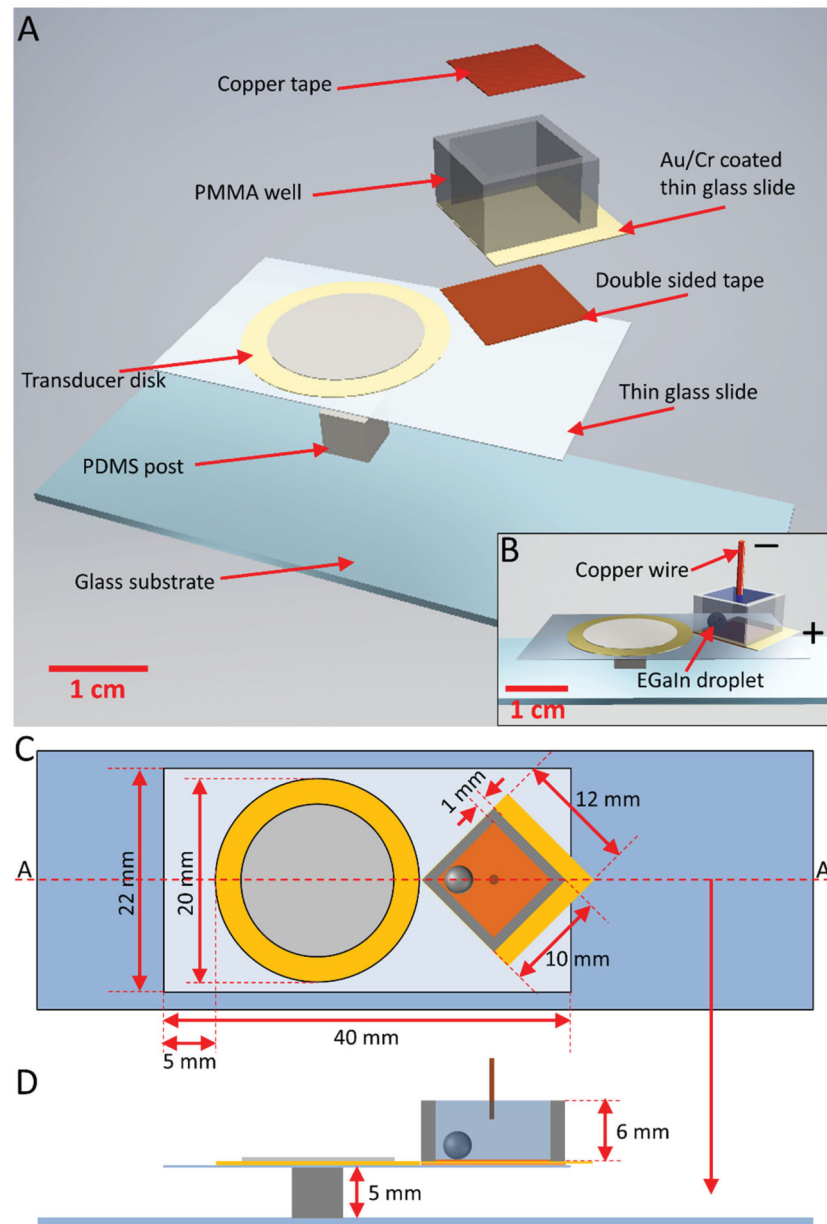 A
Copper tape
PMMA well
Au/Cr coated
thin glass slide
Double sided tape
Transducer disk
Thin glass slide
PDMS post
Glass substrate
1 cm
B
Copper wire
−
+
EGaIn droplet
1 cm
C
1 mm
12 mm
A
A
22 mm
20 mm
10 mm
40 mm
5 mm
D
6 mm
5 mm